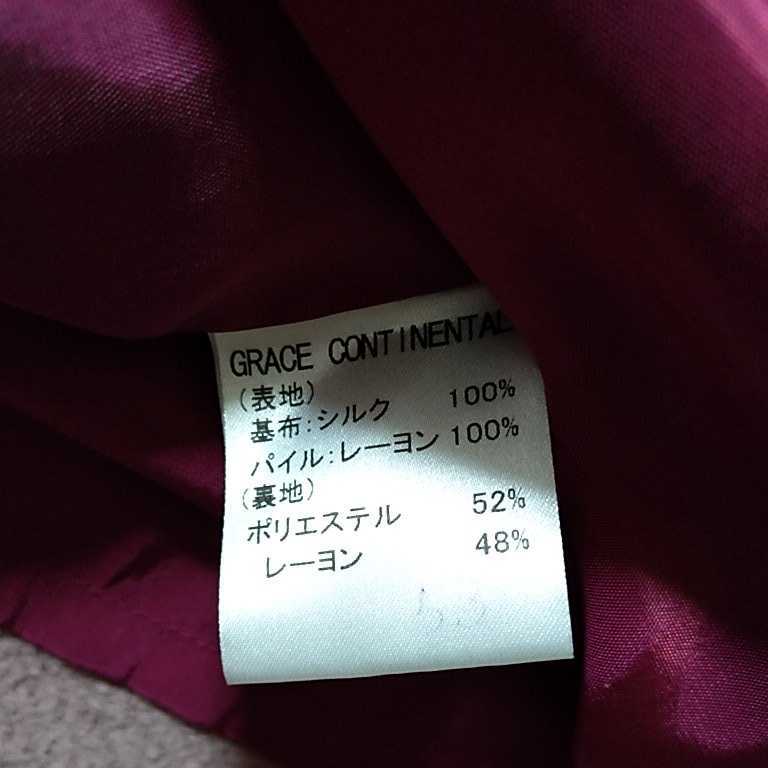 GRACE CONTINENTAL
(表地)
基布:シルク 100%
パイル:レーヨン 100%
(裏地)
ポリエステル 52%
レーヨン 48%